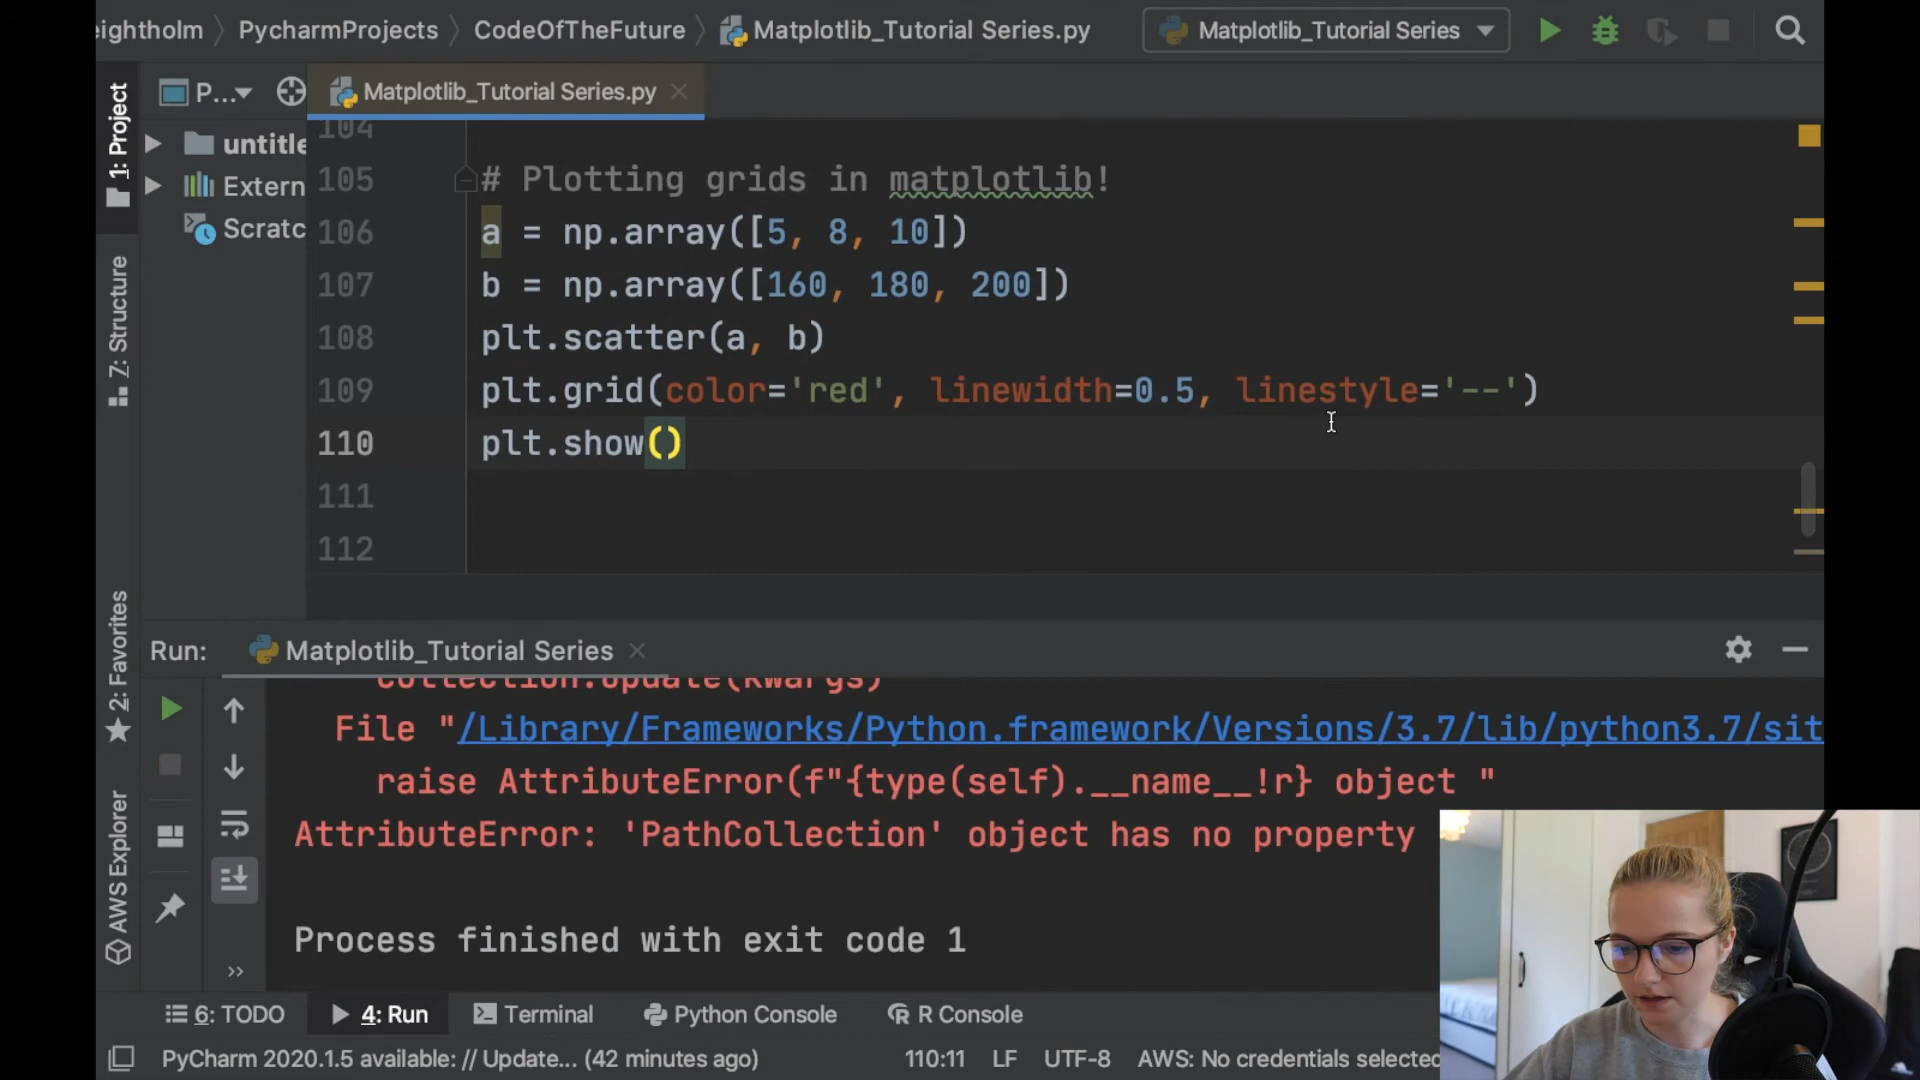 eightholm
PycharmProjects
CodeOfTheFuture
Matplotlib_Tutorial Series.py
Matplotlib_Tutorial Series
1: Project
P...
Matplotlib_Tutorial Series.py
untitle
Extern
Scratc
104
105 # Plotting grids in matplotlib!
106 a = np.array([5, 8, 10])
107 b = np.array([160, 180, 200])
108 plt.scatter(a, b)
109 plt.grid(color='red', linewidth=0.5, linestyle='--')
110 plt.show()
111
112
Z: Structure
2: Favorites
AWS Explorer
Run:
Matplotlib_Tutorial Series
collection.update(kwargs)
File "/Library/Frameworks/Python.framework/Versions/3.7/lib/python3.7/sit
raise AttributeError(f"{type(self).__name__!r} object "
AttributeError: 'PathCollection' object has no property
Process finished with exit code 1
6: TODO
4: Run
Terminal
Python Console
R Console
PyCharm 2020.1.5 available: // Update... (42 minutes ago)
110:11
LF
UTF-8
AWS: No credentials selected